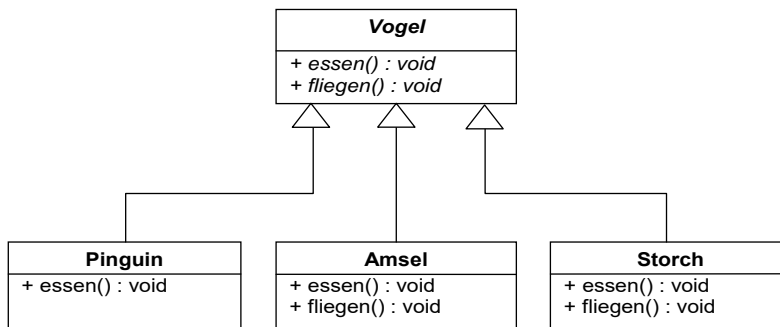 Vogel
+ essen() : void
+ fliegen() : void
Pinguin
+ essen() : void
Amsel
+ essen() : void
+ fliegen() : void
Storch
+ essen() : void
+ fliegen() : void